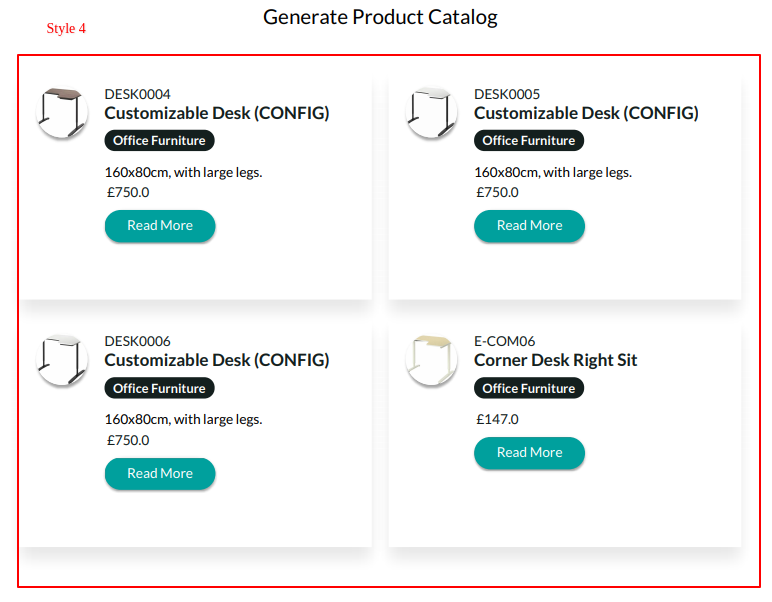 Generate Product Catalog
Style 4
DESK0004
Customizable Desk (CONFIG)
Office Furniture
160x80cm, with large legs.
£750.0
Read More
DESK0005
Customizable Desk (CONFIG)
Office Furniture
160x80cm, with large legs.
£750.0
Read More
DESK0006
Customizable Desk (CONFIG)
Office Furniture
160x80cm, with large legs.
£750.0
Read More
E-COM06
Corner Desk Right Sit
Office Furniture
£147.0
Read More